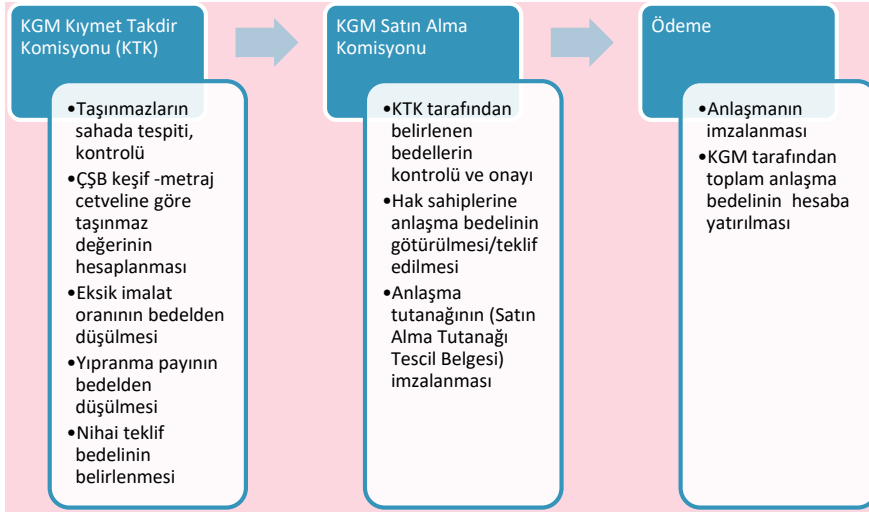 KGM Kıymet Takdir
Komisyonu (KTK)
•Taşınmazların
sahada tespiti,
kontrolü
•ÇŞB keşif -metraj
cetveline göre
taşınmaz
değerinin
hesaplanması
•Eksik imalat
oranının bedelden
düşülmesi
•Yıpranma payının
bedelden
düşülmesi
•Nihai teklif
bedelinin
belirlenmesi
KGM Satın Alma
Komisyonu
•KTK tarafından
belirlenen
bedellerin
kontrolü ve onayı
•Hak sahiplerine
anlaşma bedelinin
götürülmesi/teklif
edilmesi
•Anlaşma
tutanağının (Satın
Alma Tutanağı
Tescil Belgesi)
imzalanması
Ödeme
•Anlaşmanın
imzalanması
•KGM tarafından
toplam anlaşma
bedelinin hesaba
yatırılması